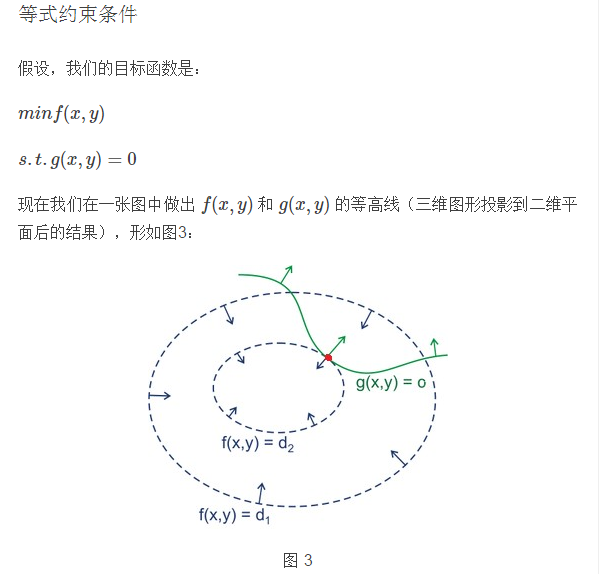 等式约束条件
假设，我们的目标函数是：
minf(x, y)
s. t. g(x, y) = 0
现在我们在一张图中做出 f(x, y) 和 g(x, y) 的等高线（三维图形投影到二维平
面后的结果），形如图3：
g(x,y) = o
f(x,y) = d₂
f(x,y) = d₁
图 3